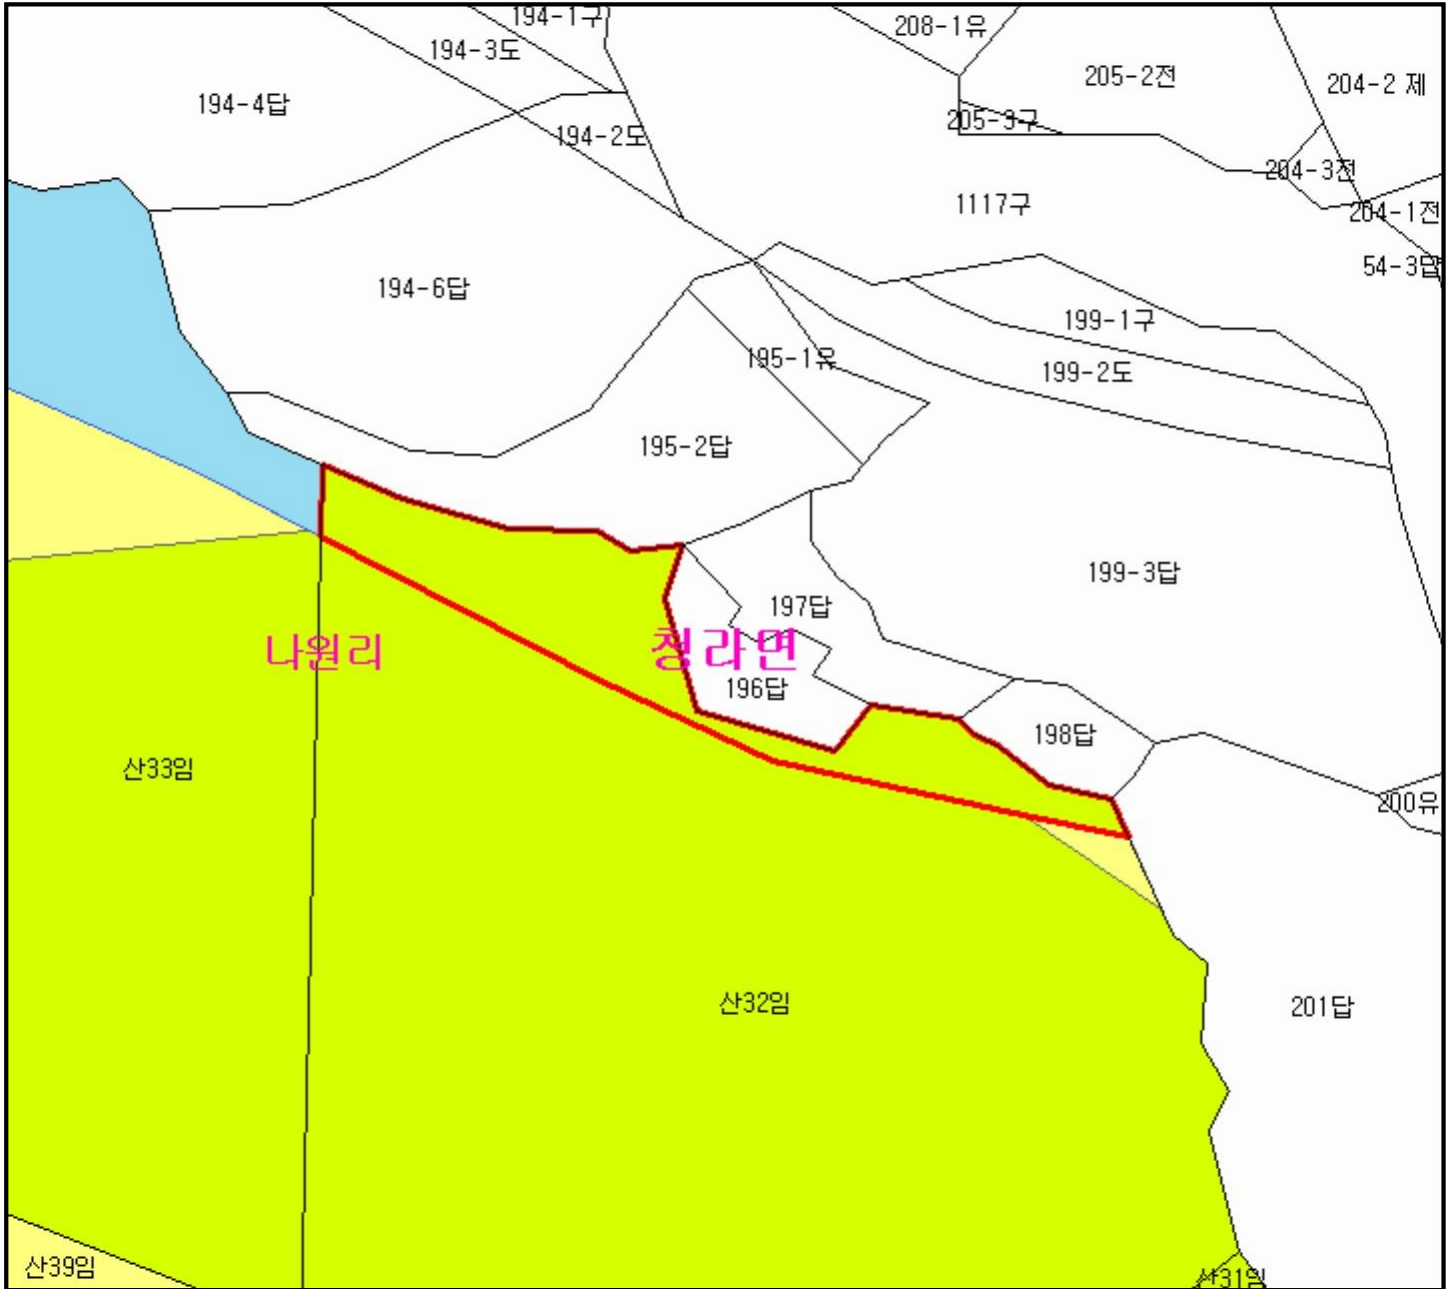 194-1구
208-1유
194-3도
205-2전
204-2 제
194-4답
205-3구
194-2도
204-3전
1117구
204-1전
54-3답
194-6답
199-1구
195-1유
199-2도
195-2답
199-3답
197답
나원리
청라면
196답
198답
산33임
200유
산32임
201답
산39임
산31임